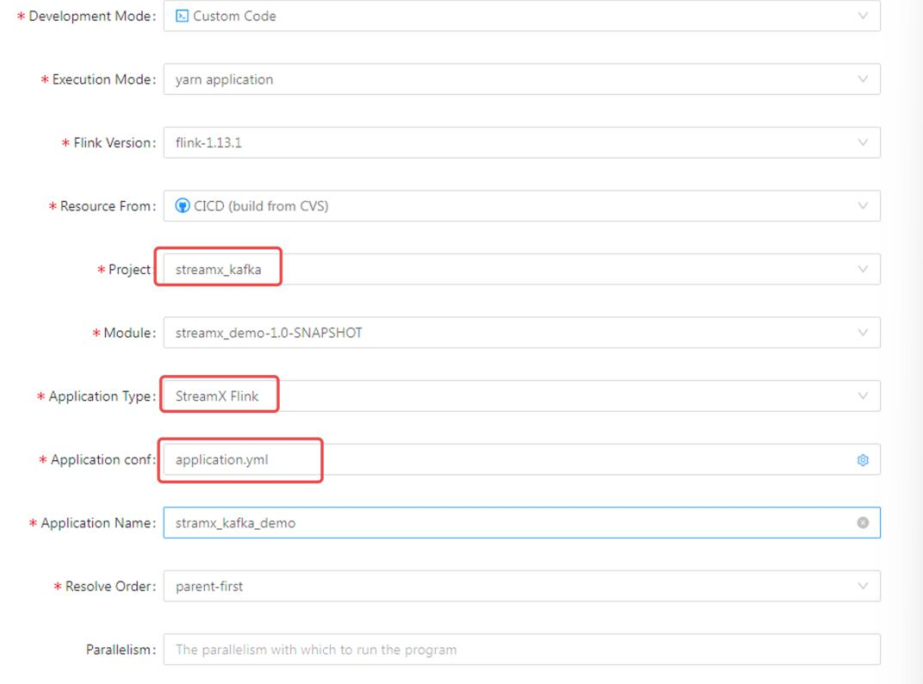 * Development Mode: Custom Code
* Execution Mode: yarn application
* Flink Version: flink-1.13.1
* Resource From: CICD (build from CVS)
* Project streamx_kafka
* Module: streamx_demo-1.0-SNAPSHOT
* Application Type: StreamX Flink
* Application conf: application.yml
* Application Name: stramx_kafka_demo
* Resolve Order: parent-first
Parallelism: The parallelism with which to run the program